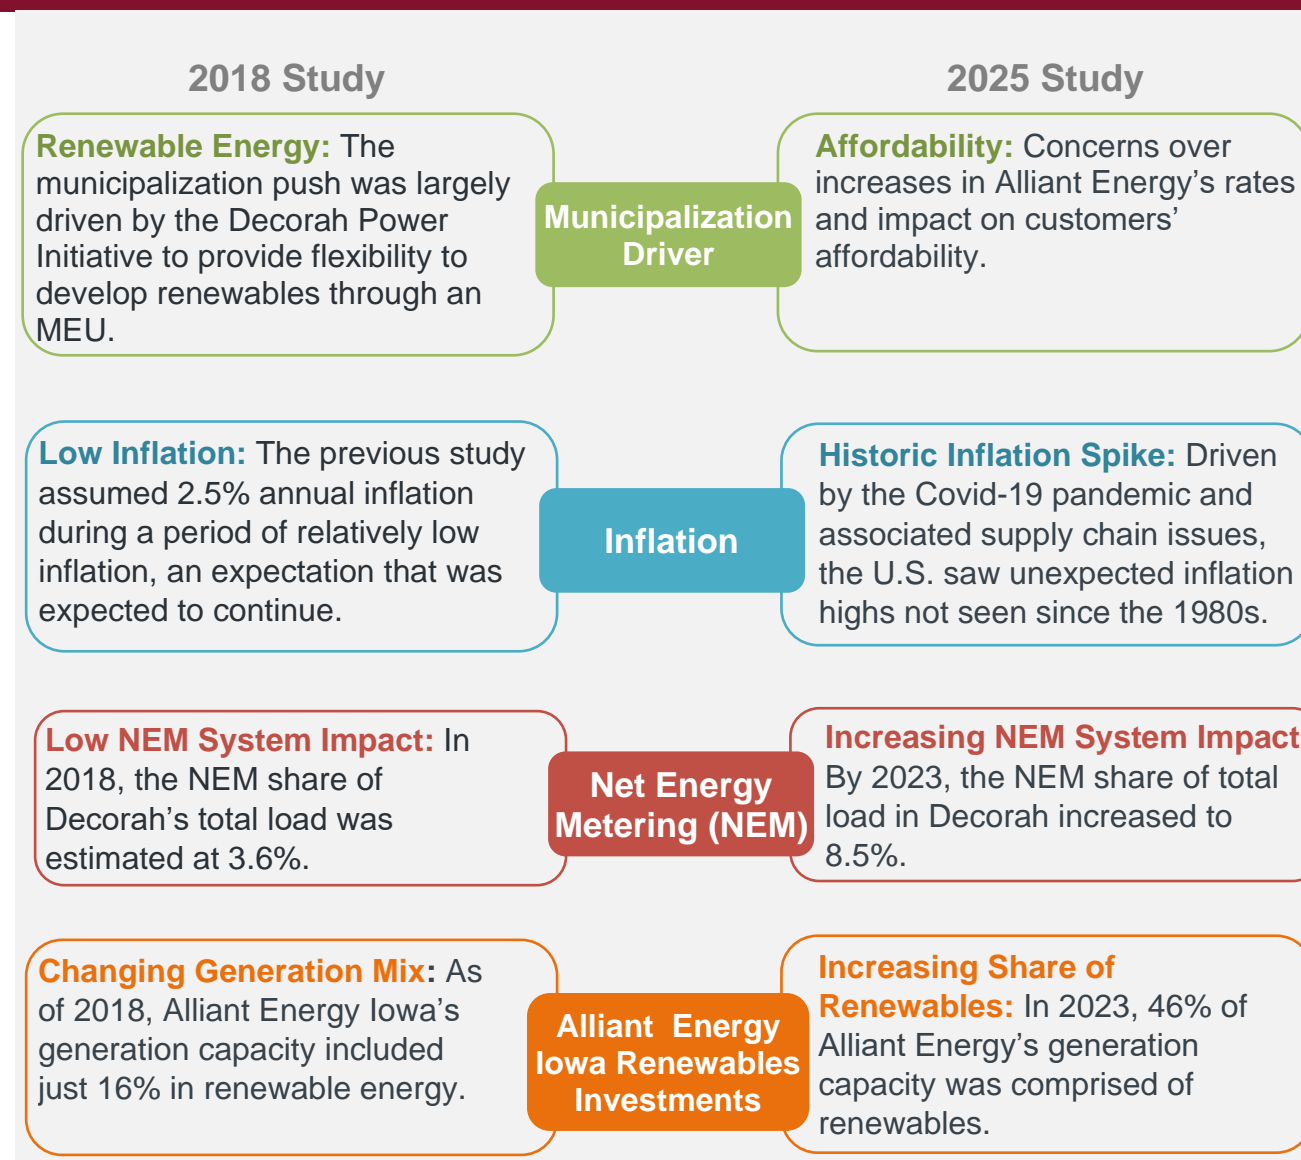 2018 Study
2025 Study
Renewable Energy: The
municipalization push was largely
driven by the Decorah Power
Initiative to provide flexibility to
develop renewables through an
MEU.
Municipalization
Driver
Affordability: Concerns over
increases in Alliant Energy’s rates
and impact on customers’
affordability.
Low Inflation: The previous study
assumed 2.5% annual inflation
during a period of relatively low
inflation, an expectation that was
expected to continue.
Inflation
Historic Inflation Spike: Driven
by the Covid-19 pandemic and
associated supply chain issues,
the U.S. saw unexpected inflation
highs not seen since the 1980s.
Low NEM System Impact: In
2018, the NEM share of
Decorah’s total load was
estimated at 3.6%.
Net Energy
Metering (NEM)
Increasing NEM System Impact
By 2023, the NEM share of total
load in Decorah increased to
8.5%.
Changing Generation Mix: As
of 2018, Alliant Energy Iowa’s
generation capacity included
just 16% in renewable energy.
Alliant Energy
Iowa Renewables
Investments
Increasing Share of
Renewables: In 2023, 46% of
Alliant Energy’s generation
capacity was comprised of
renewables.